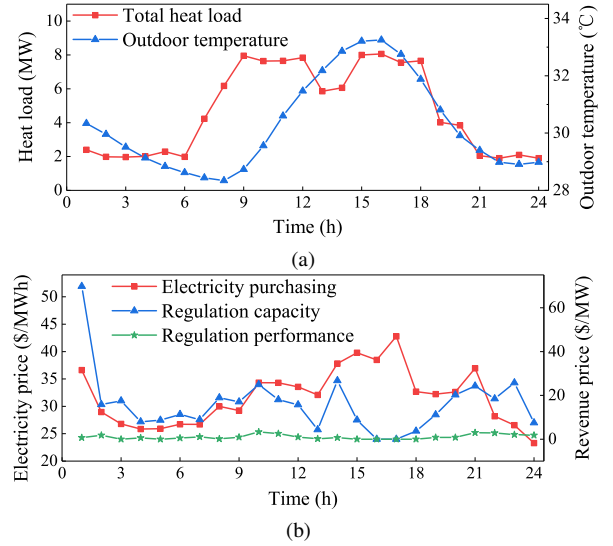 (a)
Total heat load
Outdoor temperature
Heat load (MW)
10
8
6
4
2
0
Outdoor temperature (℃)
34
32
30
28
0 3 6 9 12 15 18 21 24
Time (h)
(a)
Electricity purchasing
Regulation capacity
Regulation performance
Electricity price ($/MWh)
50
45
40
35
30
25
20
Revenue price ($/MW)
60
40
20
0
0 3 6 9 12 15 18 21 24
Time (h)
(b)